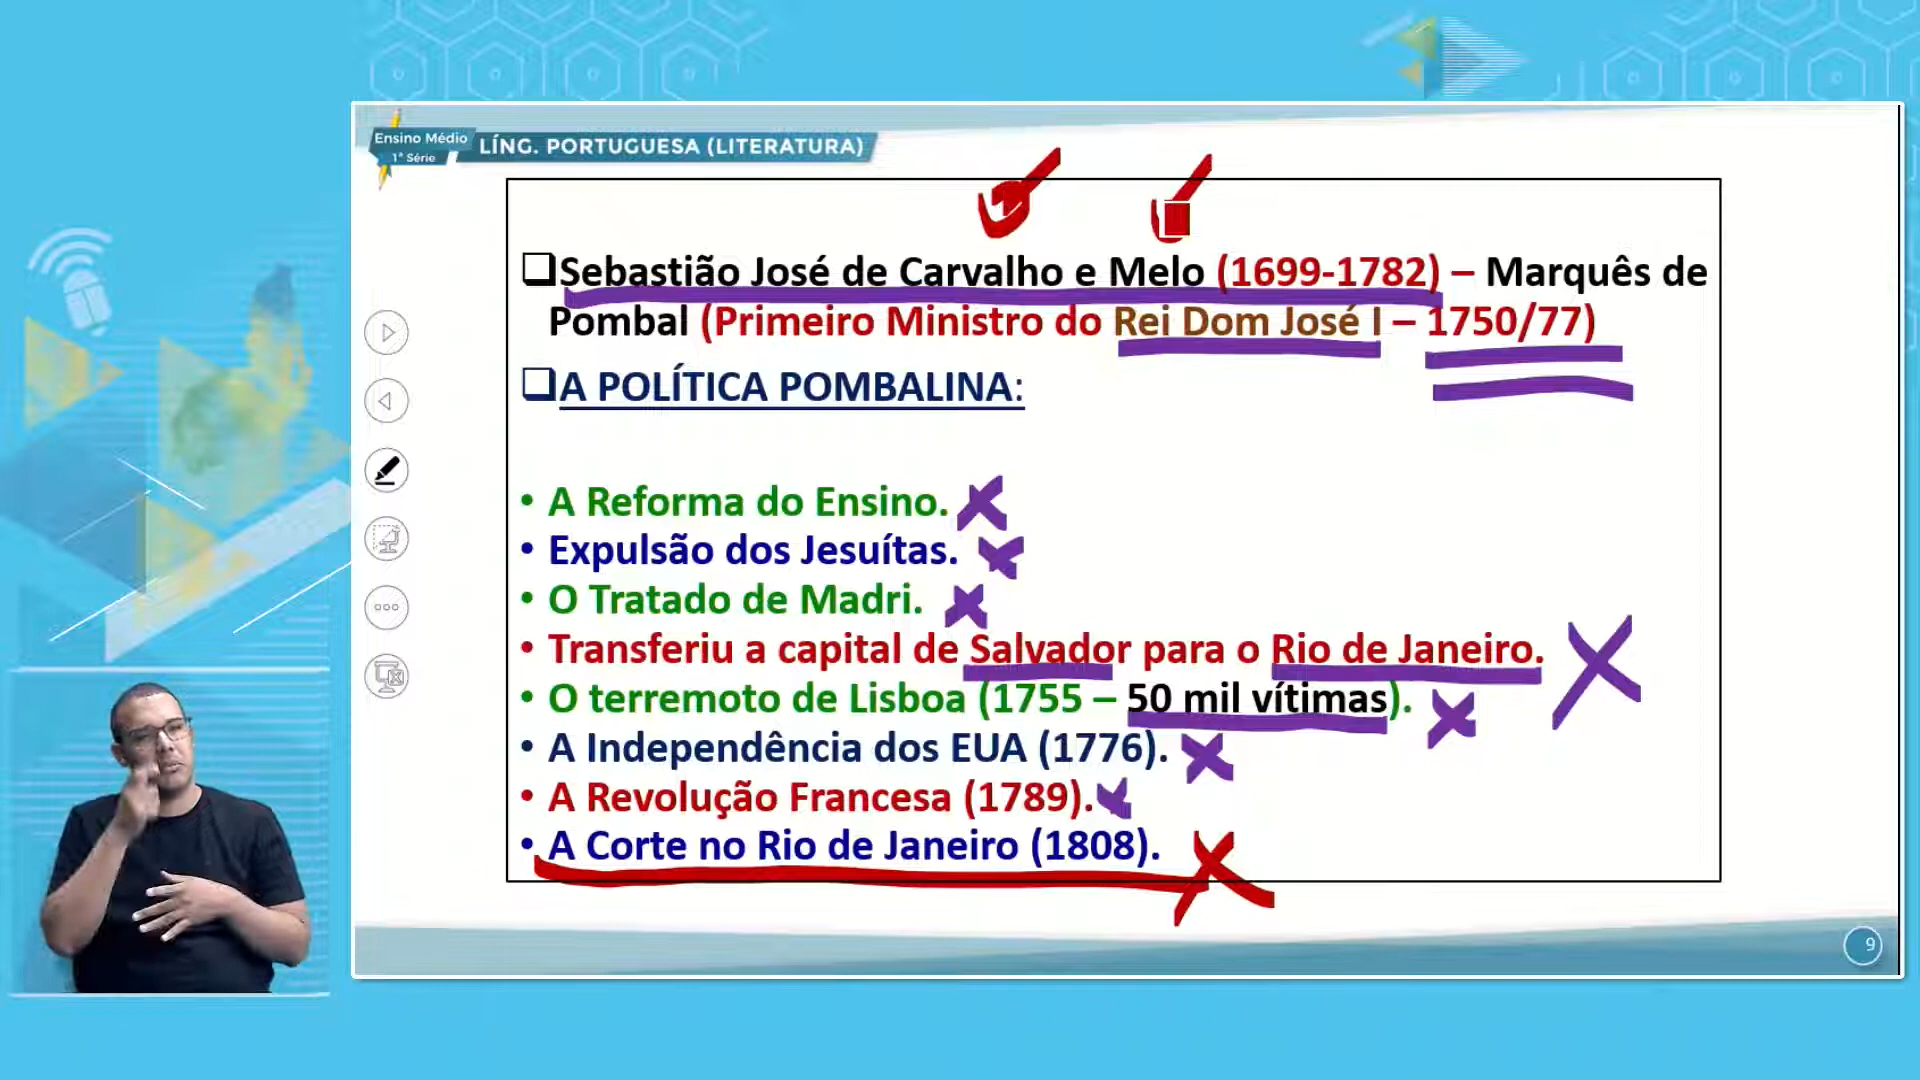 Ensino Médio
1ª Série
LÍNG. PORTUGUESA (LITERATURA)
❑Sebastião José de Carvalho e Melo (1699-1782) – Marquês de
Pombal (Primeiro Ministro do Rei Dom José I – 1750/77)
❑A POLÍTICA POMBALINA:
• A Reforma do Ensino.
• Expulsão dos Jesuítas.
• O Tratado de Madri.
• Transferiu a capital de Salvador para o Rio de Janeiro.
• O terremoto de Lisboa (1755 – 50 mil vítimas).
• A Independência dos EUA (1776).
• A Revolução Francesa (1789).
• A Corte no Rio de Janeiro (1808).
9